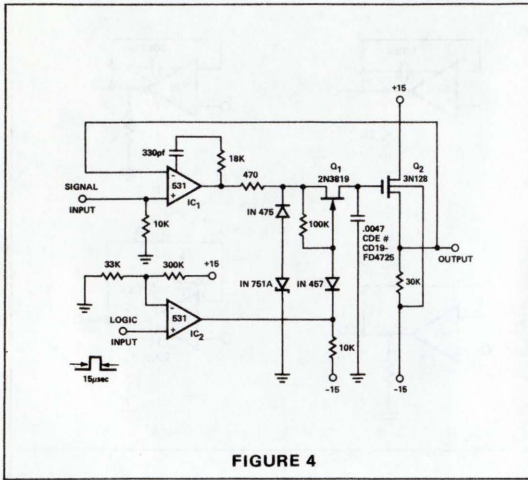 +15
330pf
18K
Q1
2N3819
Q2
3N128
−
531
+
IC1
470
SIGNAL
INPUT
10K
IN 475
100K
.0047
CDE #
CD19-
FD4725
OUTPUT
33K
300K
+15
IN 751A
IN 457
30K
−
531
+
IC2
LOGIC
INPUT
10K
15μsec
-15
-15
FIGURE 4